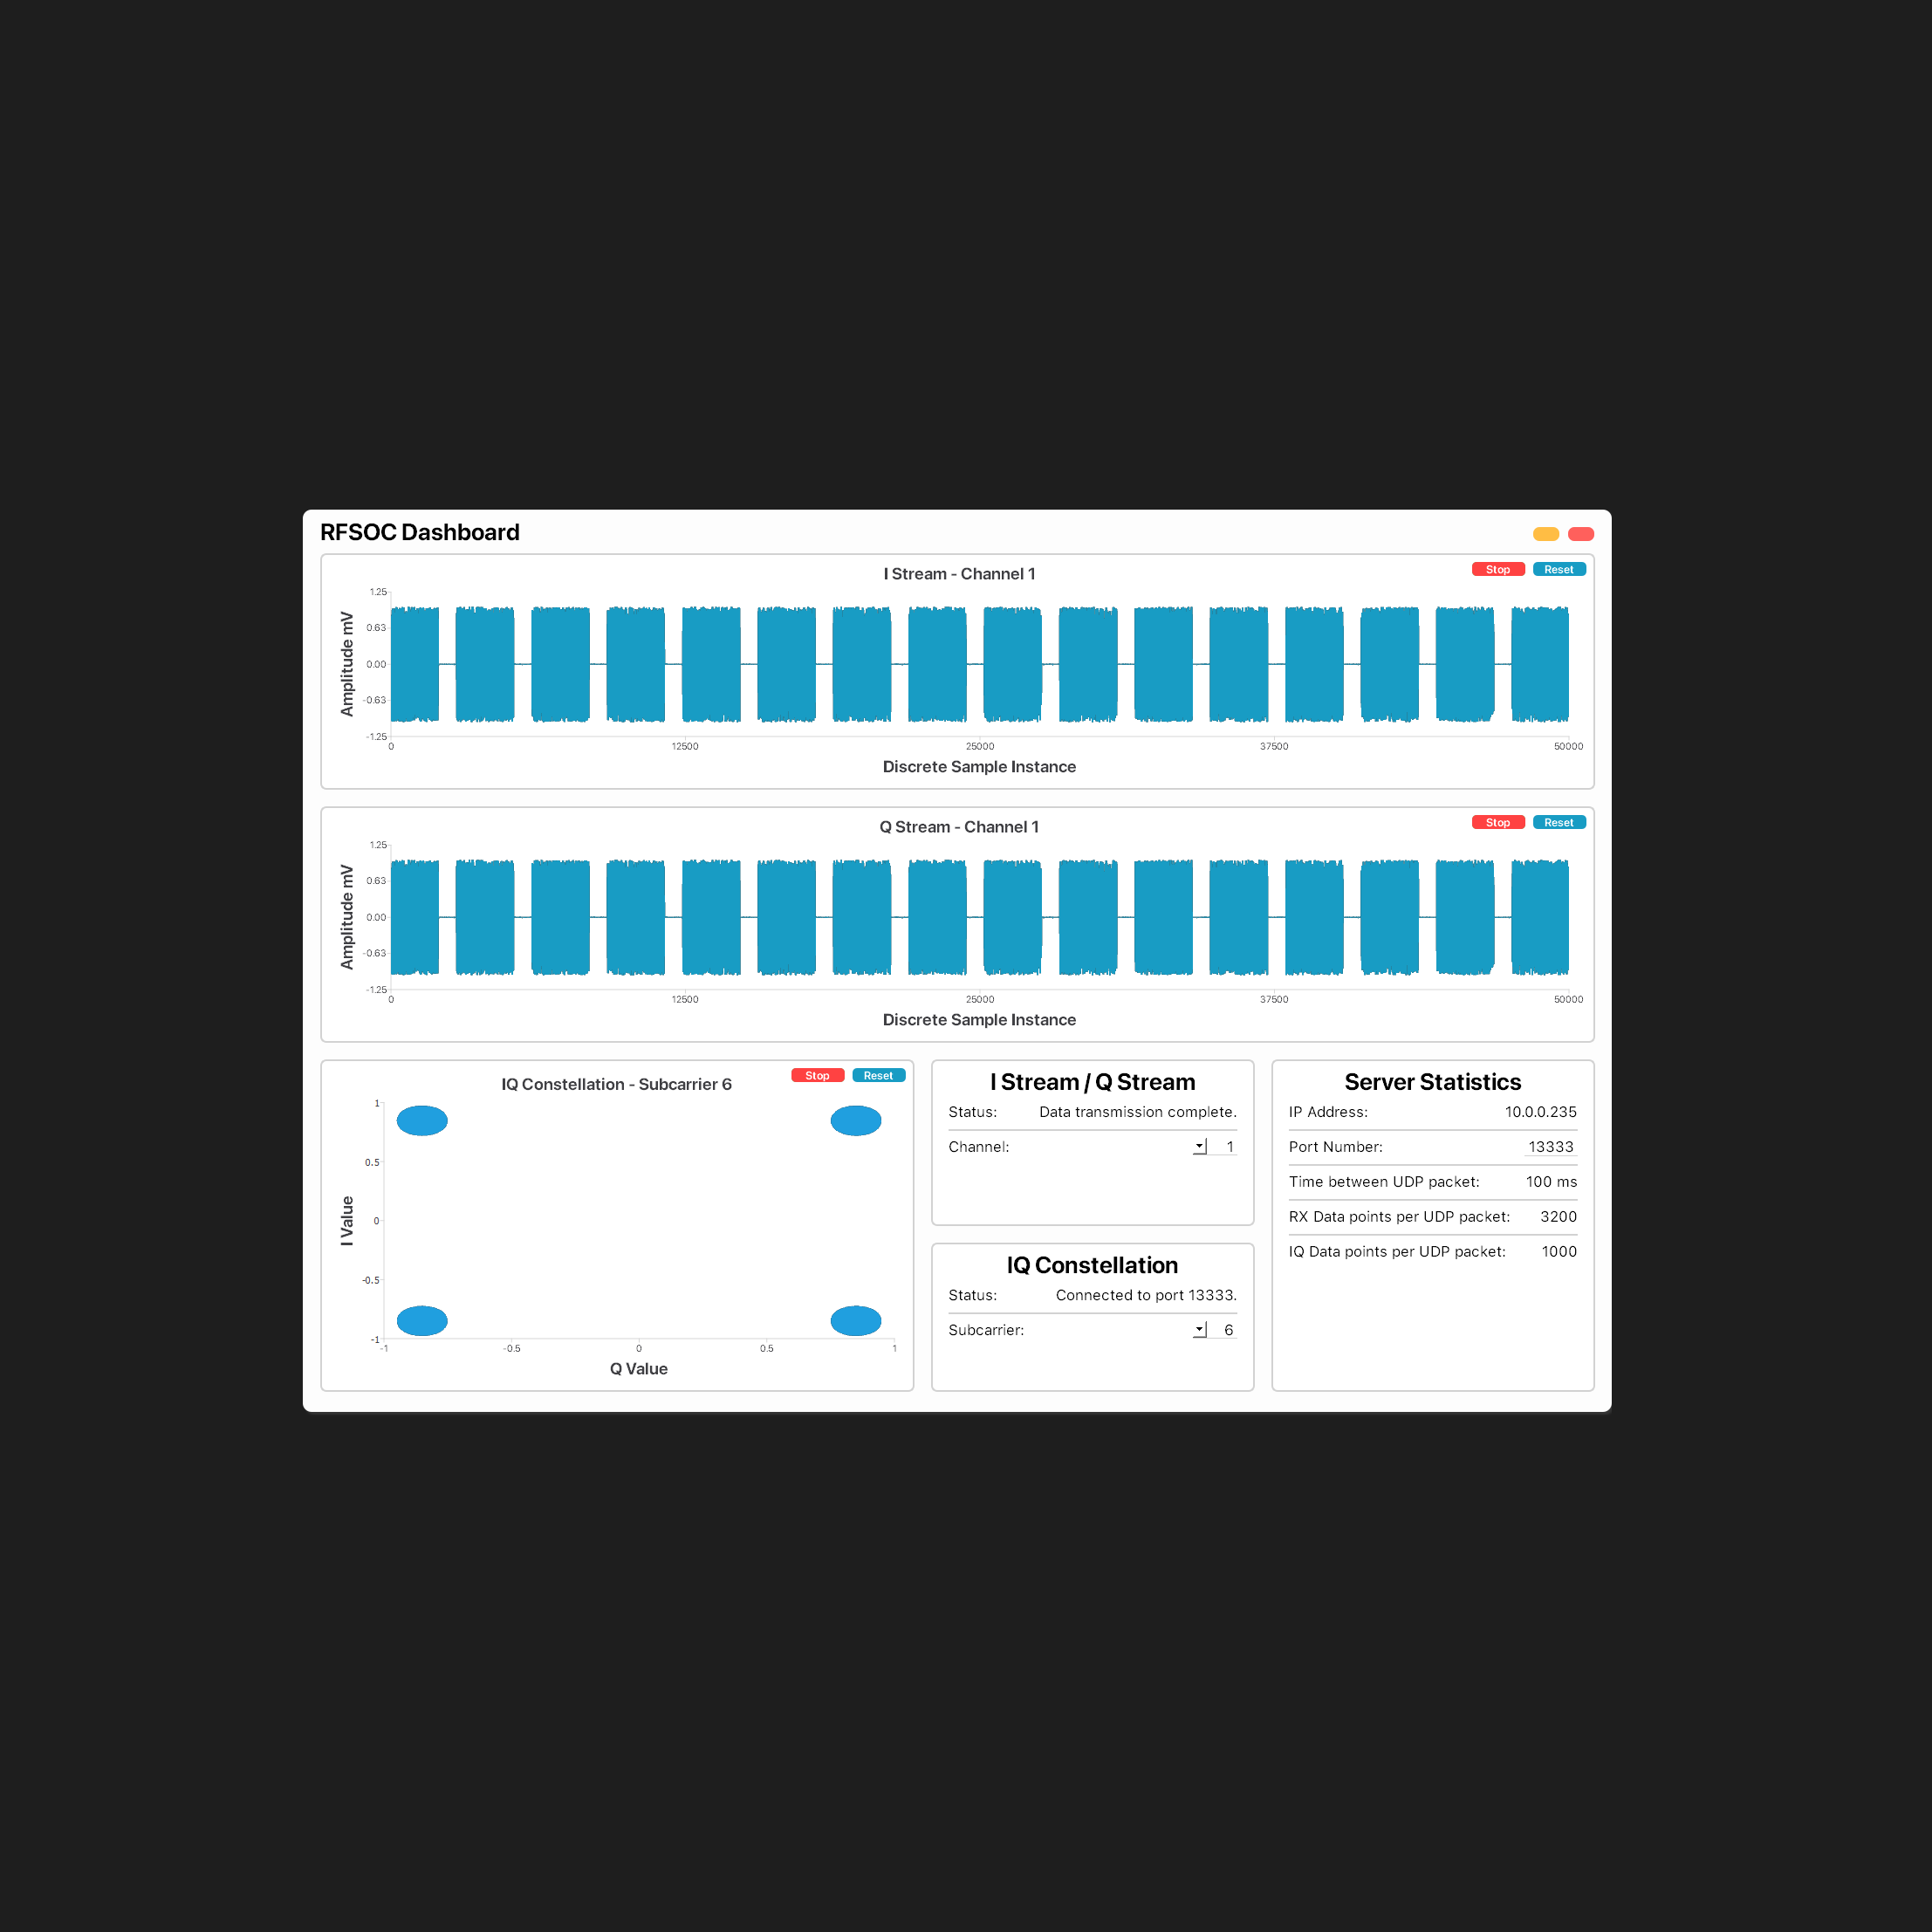 RFSOC Dashboard
I Stream - Channel 1
Stop
Reset
Amplitude mV
1.25
0.63
0.00
-0.63
-1.25
0
12500
25000
37500
50000
Discrete Sample Instance
Q Stream - Channel 1
Stop
Reset
Amplitude mV
1.25
0.63
0.00
-0.63
-1.25
0
12500
25000
37500
50000
Discrete Sample Instance
IQ Constellation - Subcarrier 6
Stop
Reset
I Value
1
0.5
0
-0.5
-1
-1
-0.5
0
0.5
1
Q Value
I Stream / Q Stream
Status: Data transmission complete.
Channel: 1
IQ Constellation
Status: Connected to port 13333.
Subcarrier: 6
Server Statistics
IP Address: 10.0.0.235
Port Number: 13333
Time between UDP packet: 100 ms
RX Data points per UDP packet: 3200
IQ Data points per UDP packet: 1000